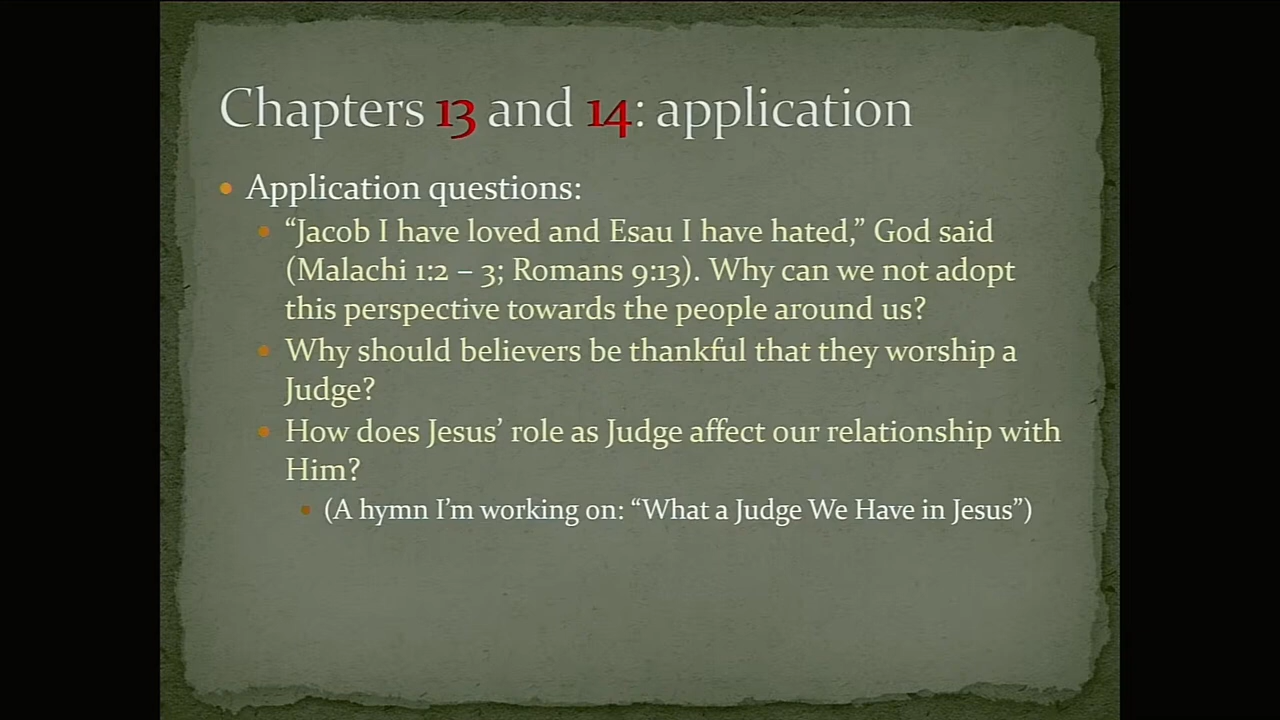 Chapters 13 and 14: application
Application questions:
“Jacob I have loved and Esau I have hated,” God said
(Malachi 1:2 – 3; Romans 9:13). Why can we not adopt
this perspective towards the people around us?
Why should believers be thankful that they worship a
Judge?
How does Jesus’ role as Judge affect our relationship with
Him?
(A hymn I’m working on: “What a Judge We Have in Jesus”)